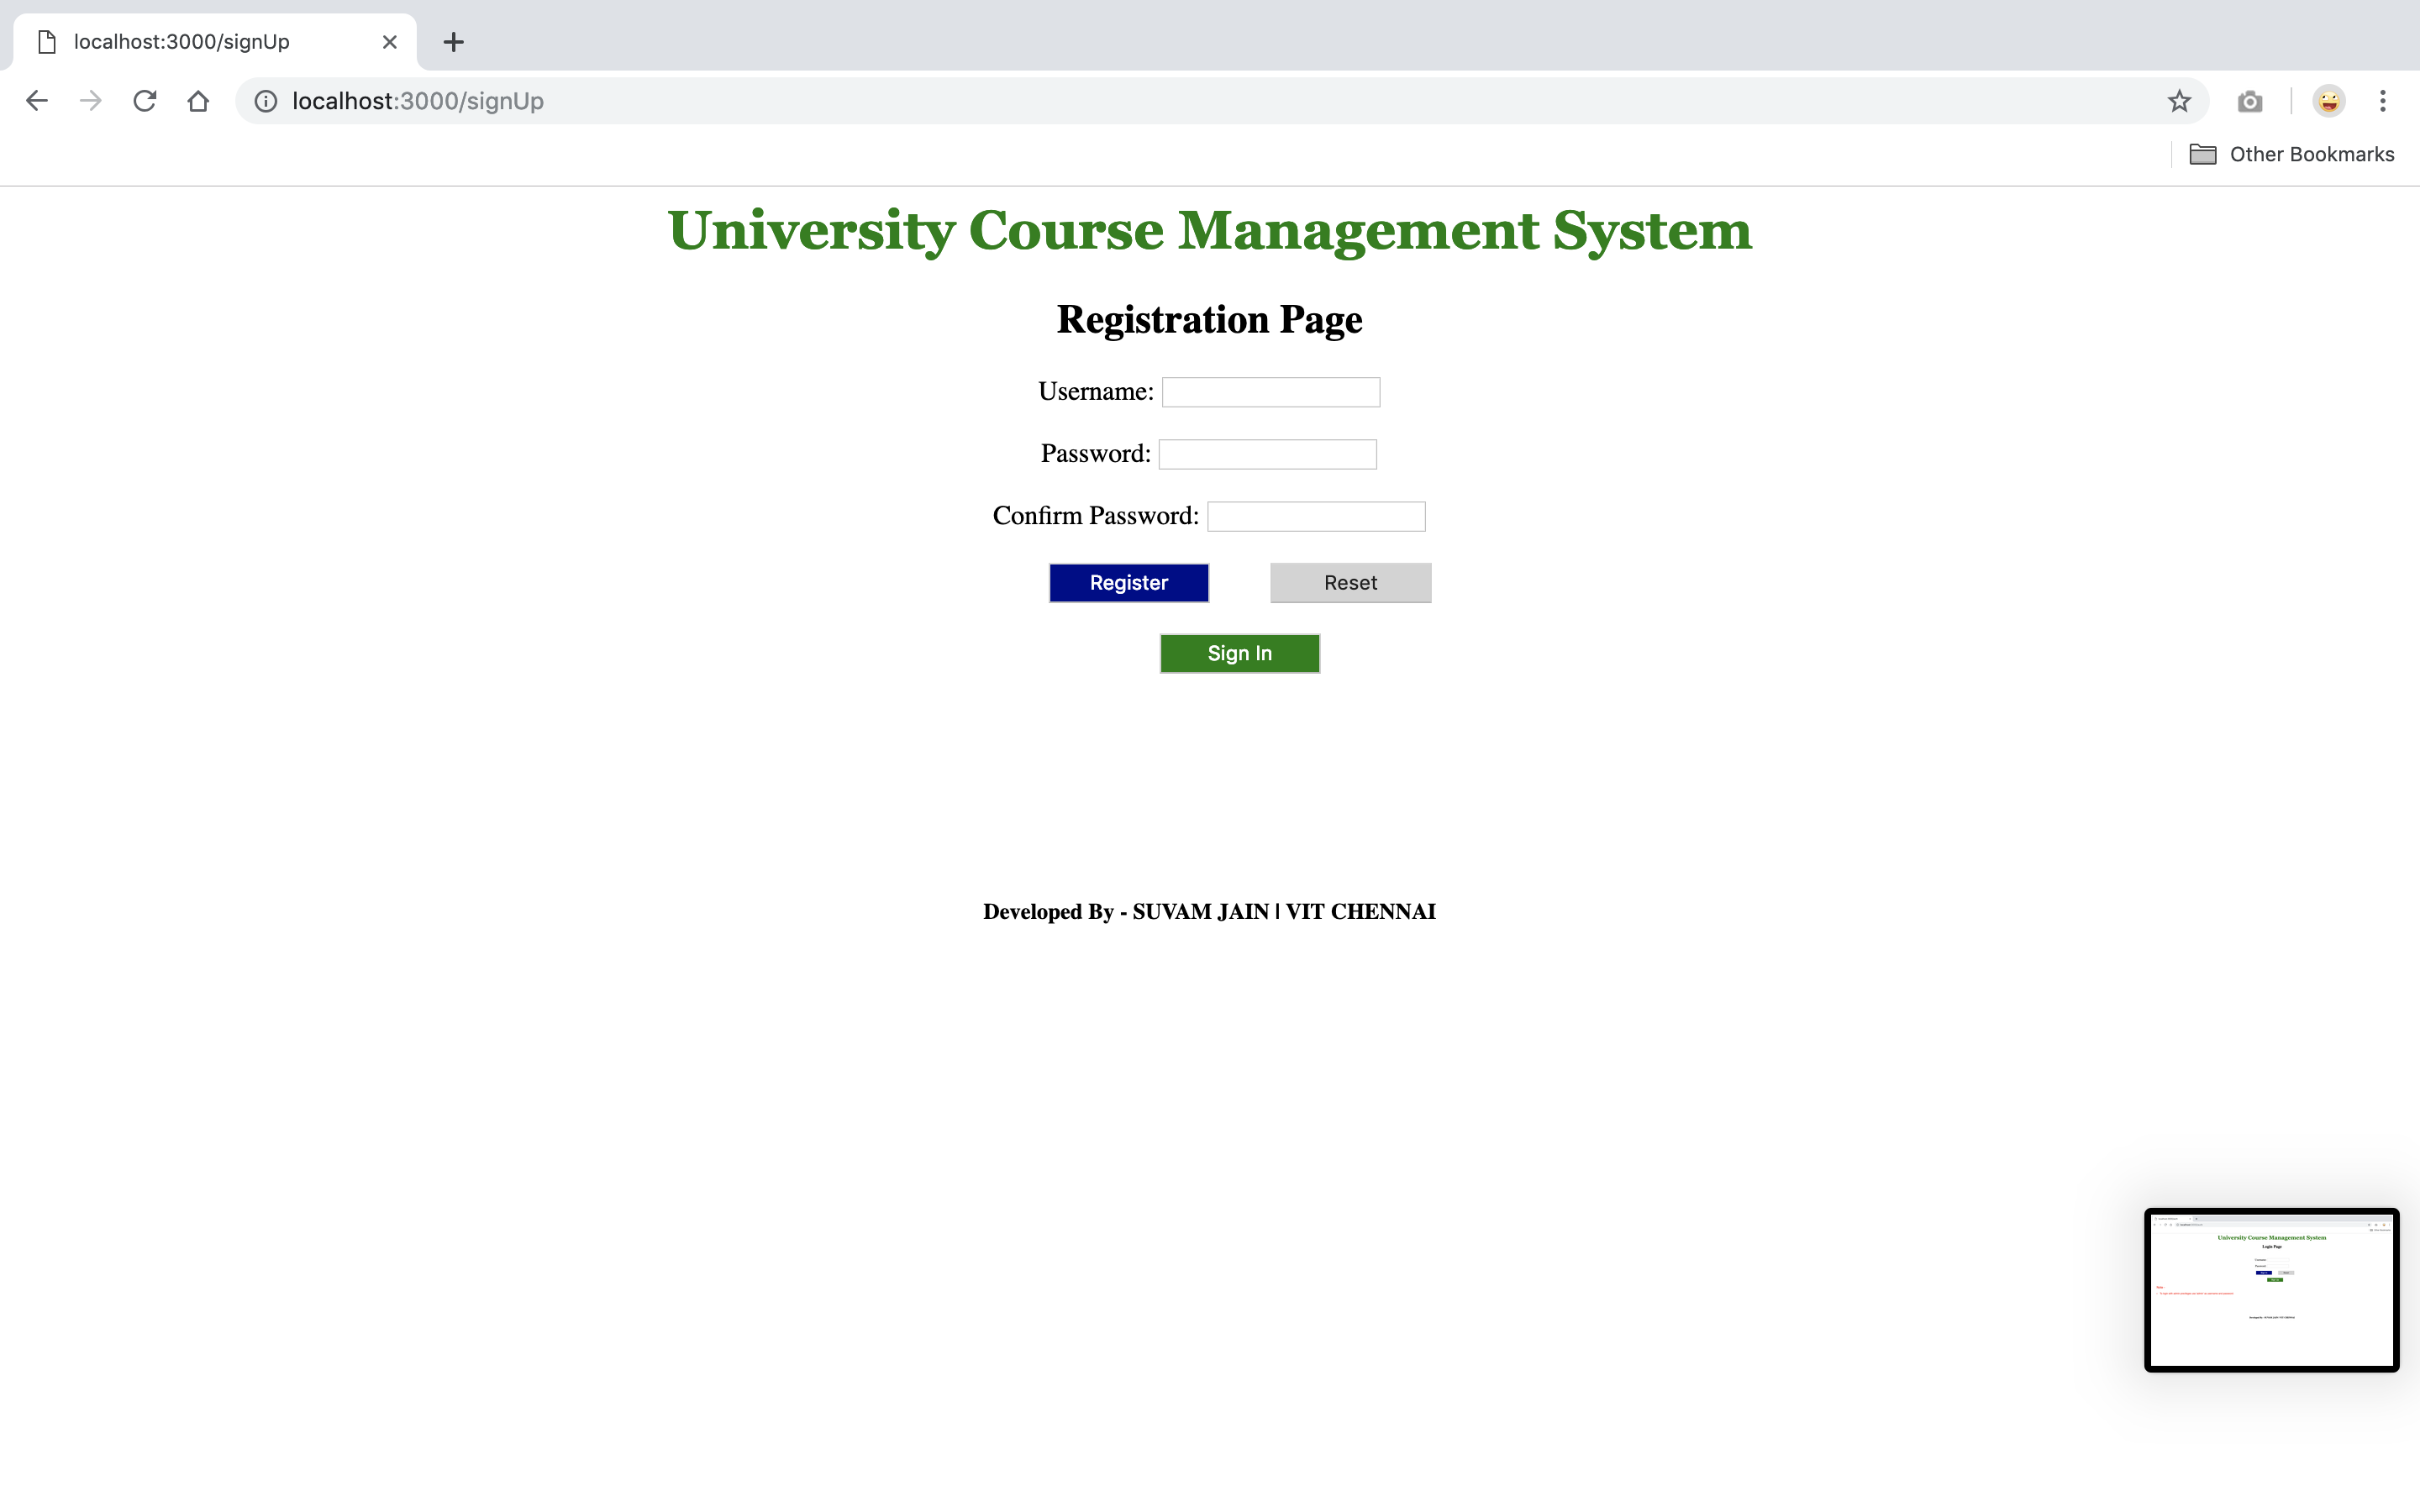 localhost:3000/signUp
localhost:3000/signUp
Other Bookmarks
University Course Management System
Registration Page
Username:
Password:
Confirm Password:
Register Reset
Sign In
Developed By - SUVAM JAIN | VIT CHENNAI
University Course Management System
Login Page